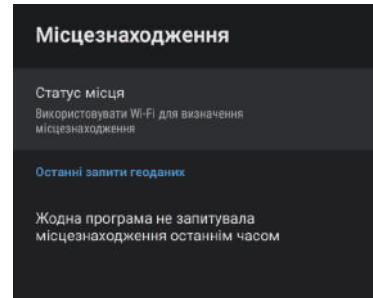 Місцезнаходження
Статус місця
Використовувати Wi-Fi для визначення
місцезнаходження
Останні запити геоданих
Жодна програма не запитувала
місцезнаходження останнім часом